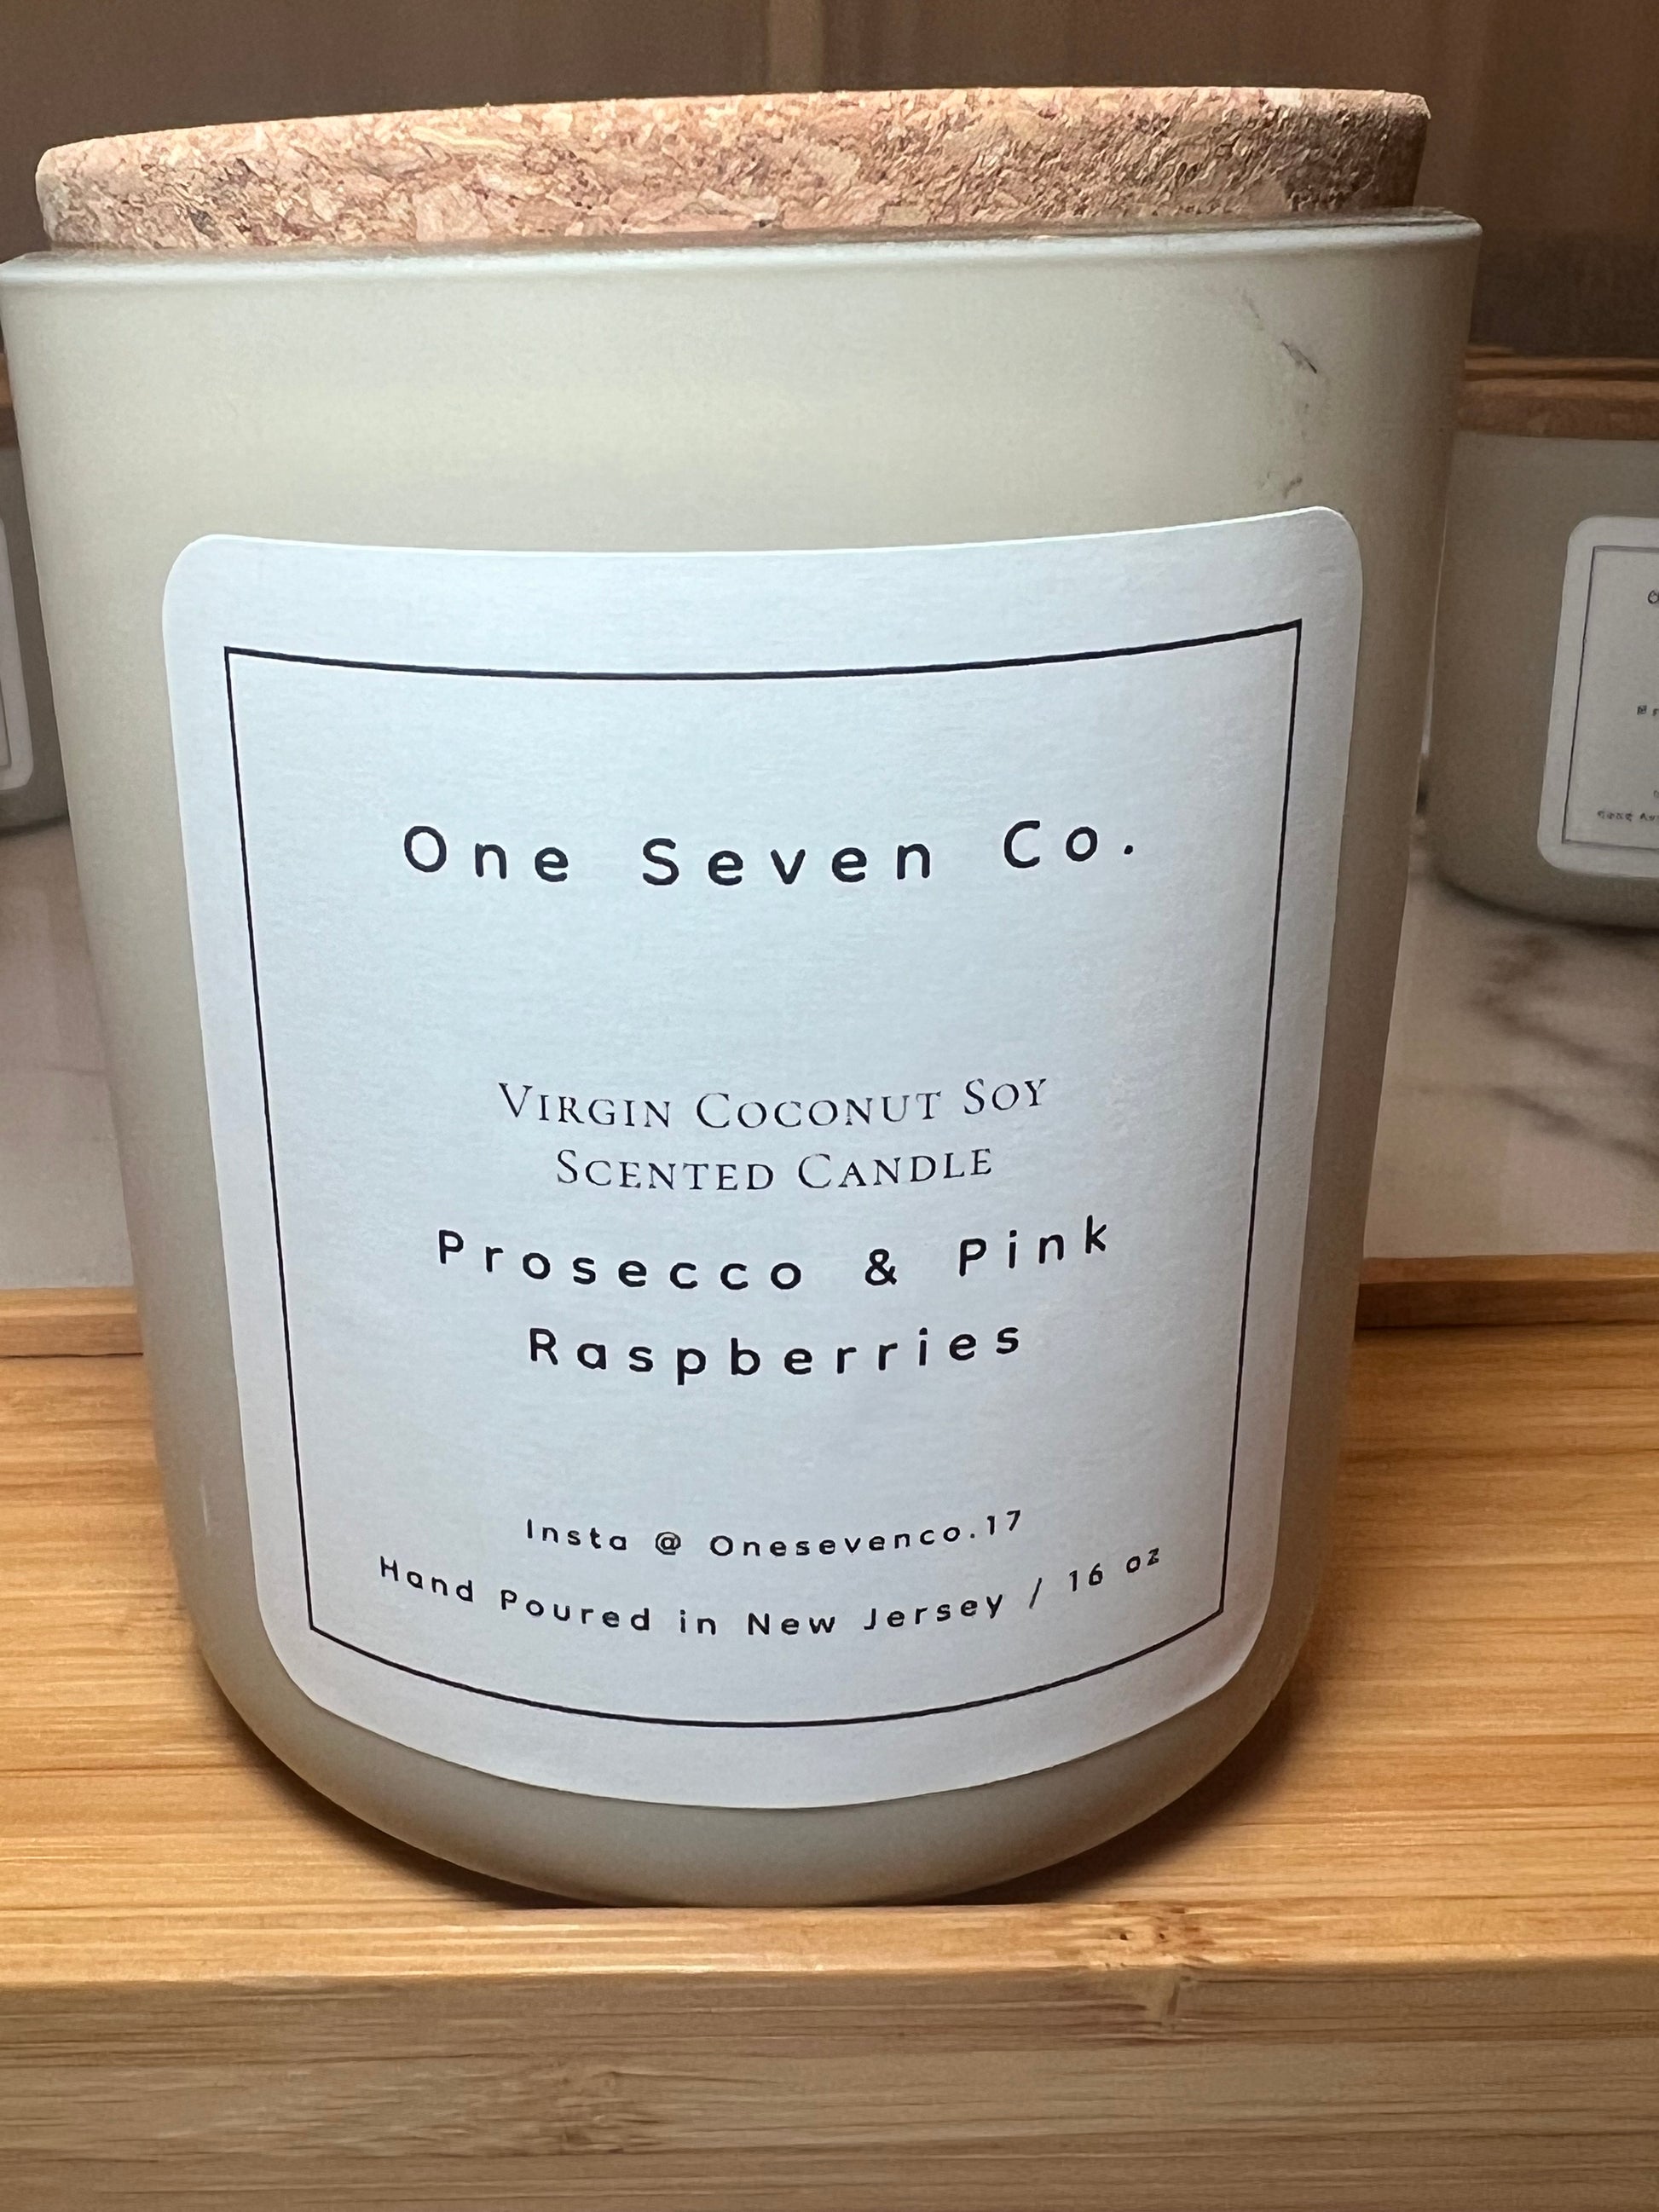 One Seven Co.
Virgin Coconut Soy
Scented Candle
Prosecco & Pink
Raspberries
Insta @ Onesevenco.17
Hand Poured in New Jersey / 16 oz